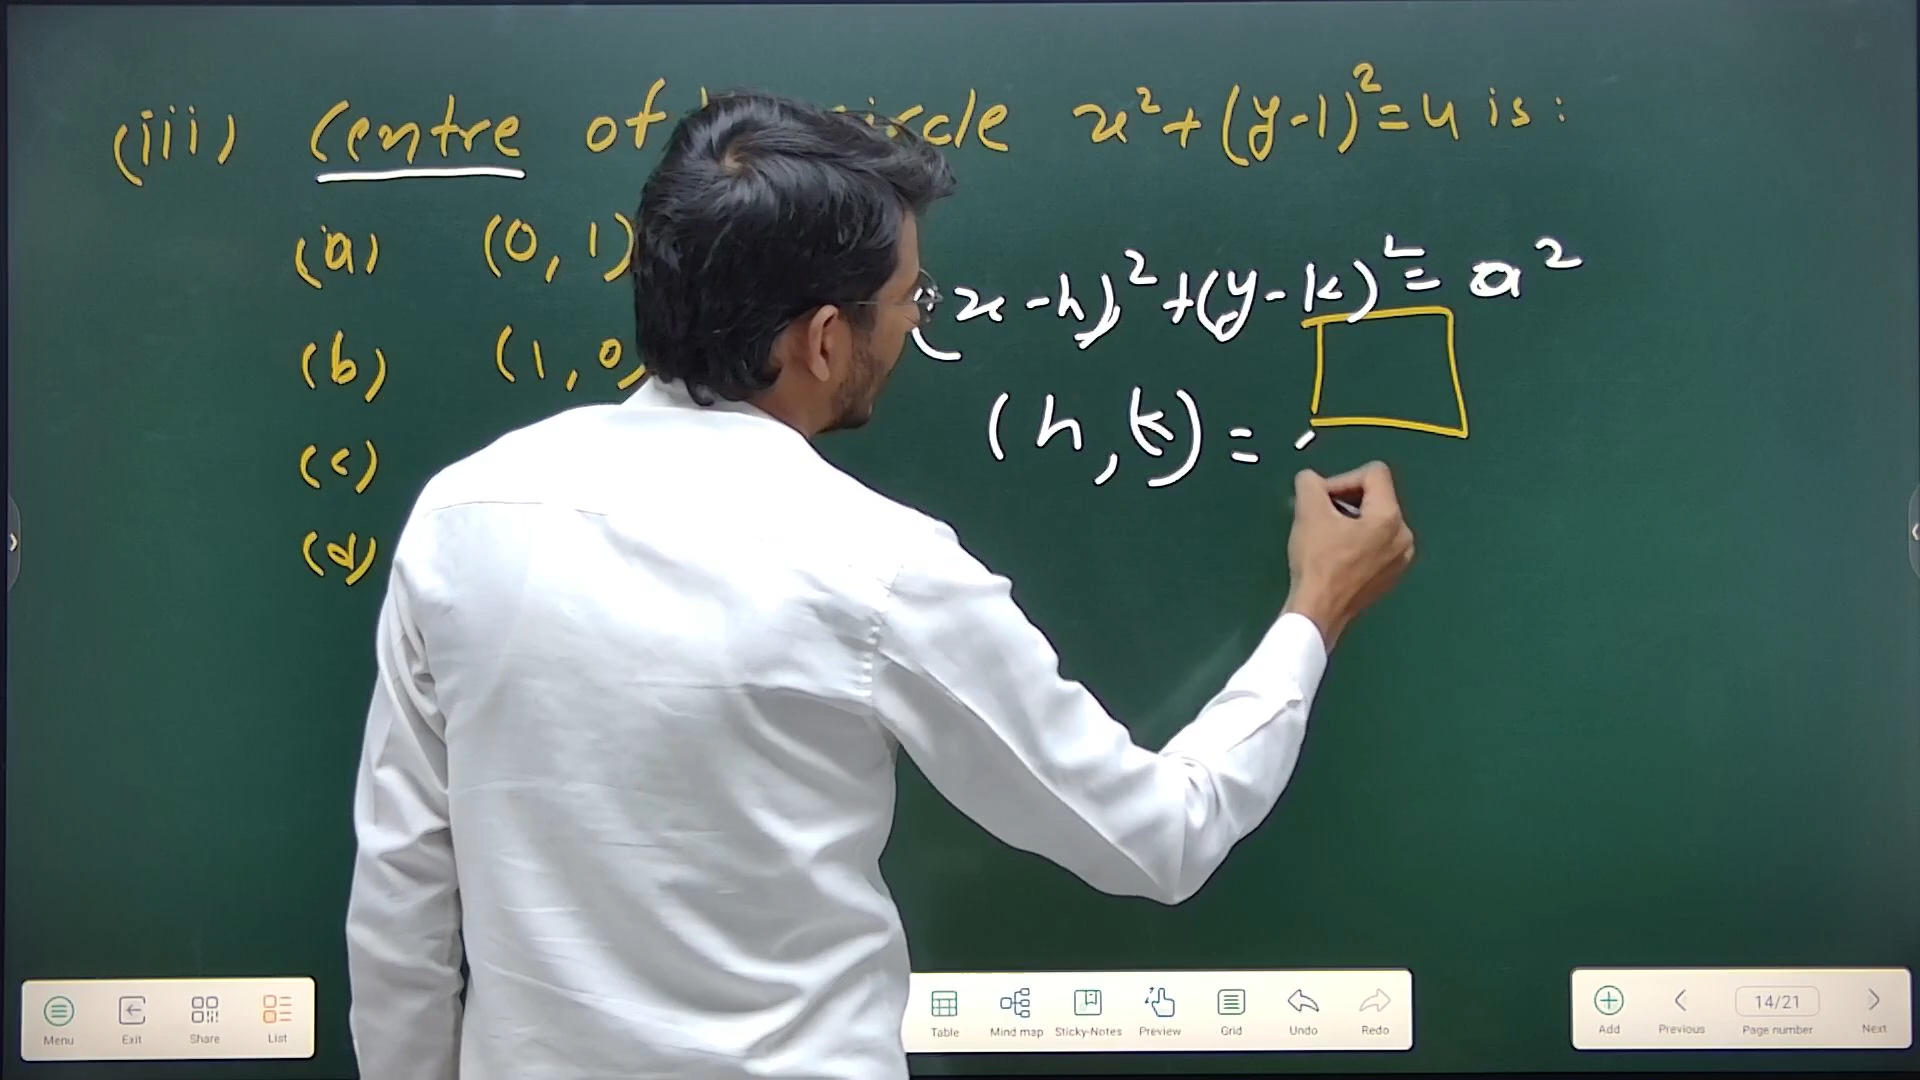 (iii) Centre of circle x²+(y-1)²=4 is:
(a) (0,1)
(b) (1,0
(c)
(d)
(x-h)²+(y-k)²=a²
(h,k)=
Menu Exit Share List
Table Mind map Sticky-Notes Preview Grid Undo Redo
Add Previous 14/21 Page number Next